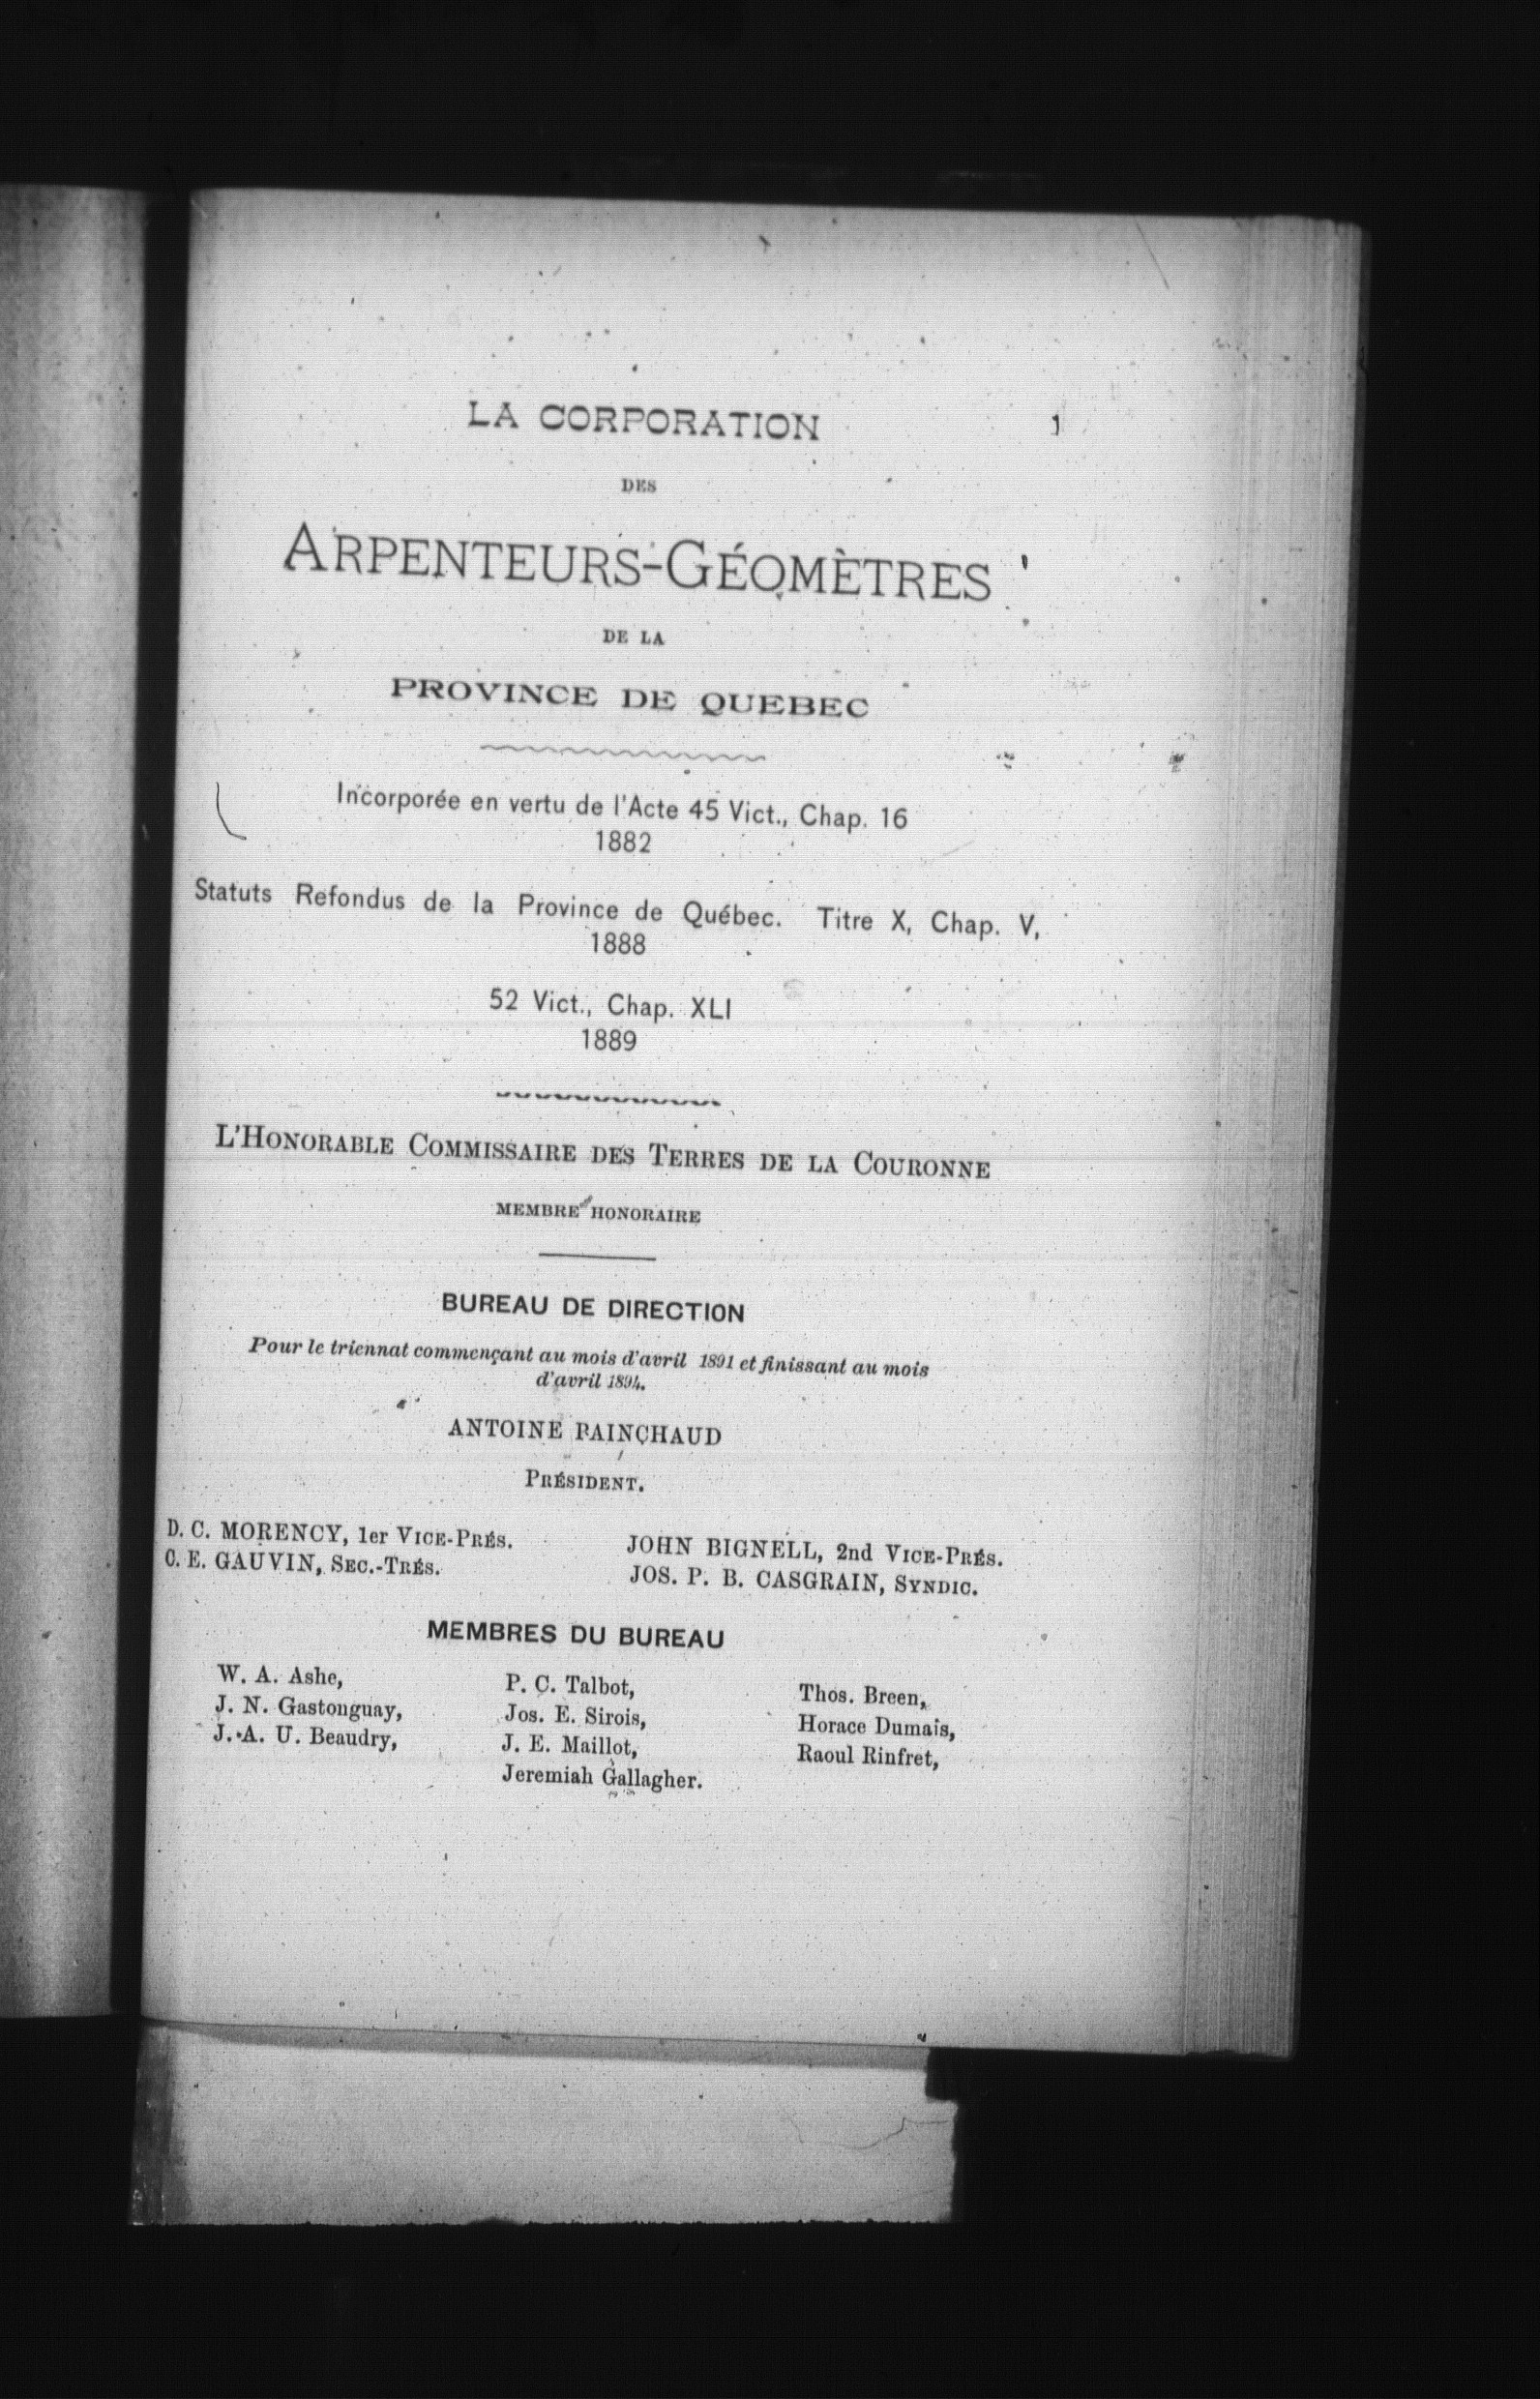 LA CORPORATION
DES
ARPENTEURS-GÉOMÈTRES
DE LA
PROVINCE DE QUEBEC
Incorporée en vertu de l'Acte 45 Vict., Chap. 16
1882
Statuts Refondus de la Province de Québec. Titre X, Chap. V,
1888
52 Vict., Chap. XLI
1889
L'HONORABLE COMMISSAIRE DES TERRES DE LA COURONNE
MEMBRE HONORAIRE
BUREAU DE DIRECTION
Pour le triennat commençant au mois d'avril 1891 et finissant au mois
d'avril 1894.
ANTOINE PAINCHAUD
PRÉSIDENT.
D. C. MORENCY, 1er VICE-PRÉS.
C. E. GAUVIN, SEC.-TRÉS.
JOHN BIGNELL, 2nd VICE-PRÉS.
JOS. P. B. CASGRAIN, SYNDIC.
MEMBRES DU BUREAU
W. A. Ashe,
J. N. Gastonguay,
J. A. U. Beaudry,
P. C. Talbot,
Jos. E. Sirois,
J. E. Maillot,
Jeremiah Gallagher.
Thos. Breen,
Horace Dumais,
Raoul Rinfret,